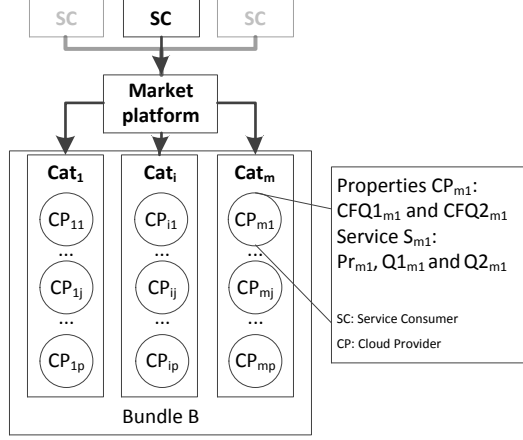 SC SC SC
Market
platform
Cat₁ Catᵢ Catₘ
CP₁₁ CPᵢ₁ CPₘ₁
... ... ...
CP₁ⱼ CPᵢⱼ CPₘⱼ
... ... ...
CP₁ₚ CPᵢₚ CPₘₚ
Bundle B
Properties CPₘ₁:
CFQ1ₘ₁ and CFQ2ₘ₁
Service Sₘ₁:
Prₘ₁, Q1ₘ₁ and Q2ₘ₁
SC: Service Consumer
CP: Cloud Provider